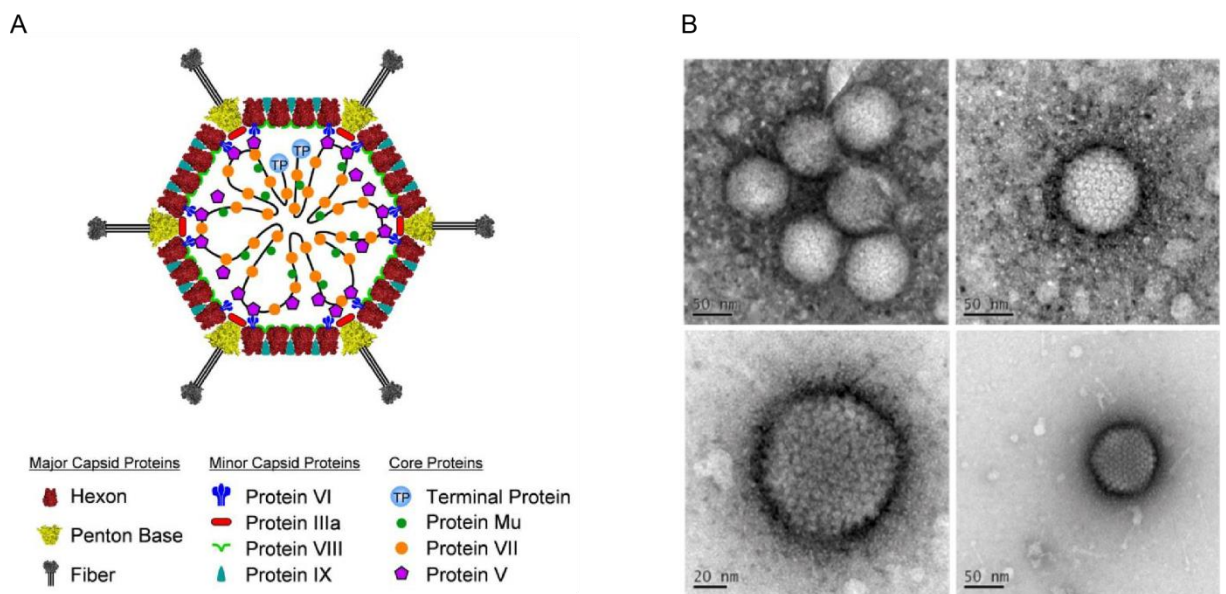 A
B
TP
TP
Major Capsid Proteins
Hexon
Penton Base
Fiber
Minor Capsid Proteins
Protein VI
Protein IIIa
Protein VIII
Protein IX
Core Proteins
TP Terminal Protein
Protein Mu
Protein VII
Protein V
50 nm
50 nm
20 nm
50 nm